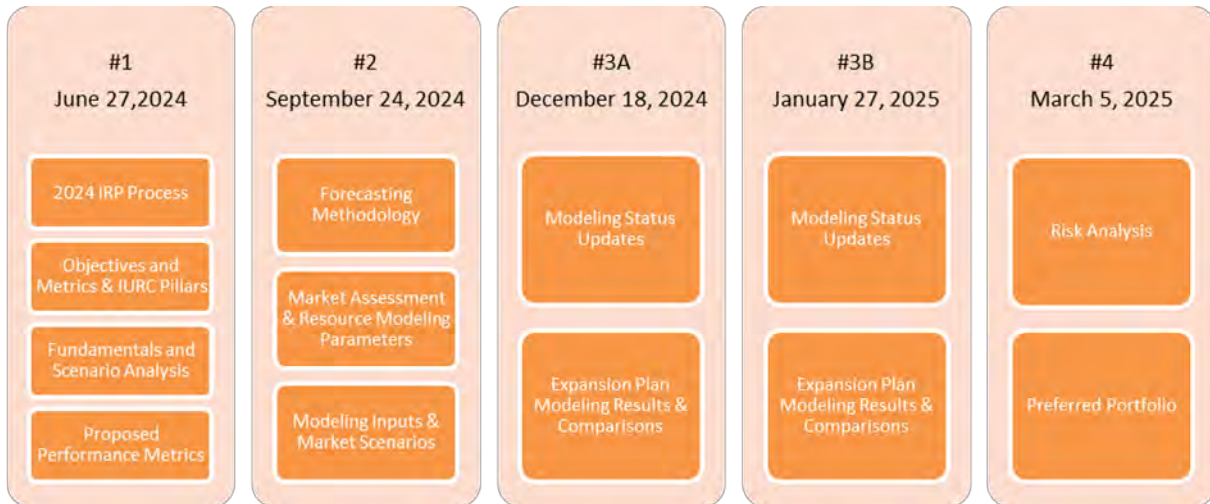 #1
June 27,2024
2024 IRP Process
Objectives and
Metrics & IURC Pillars
Fundamentals and
Scenario Analysis
Proposed
Performance Metrics
#2
September 24, 2024
Forecasting
Methodology
Market Assessment
& Resource Modeling
Parameters
Modeling Inputs &
Market Scenarios
#3A
December 18, 2024
Modeling Status
Updates
Expansion Plan
Modeling Results &
Comparisons
#3B
January 27, 2025
Modeling Status
Updates
Expansion Plan
Modeling Results &
Comparisons
#4
March 5, 2025
Risk Analysis
Preferred Portfolio